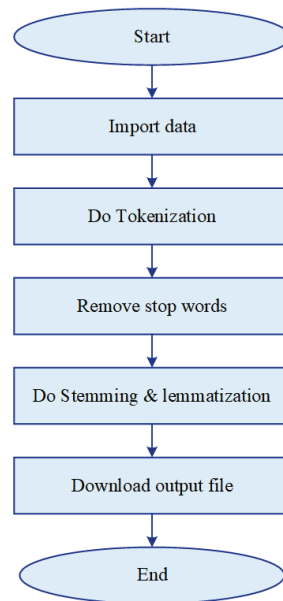 Start
Import data
Do Tokenization
Remove stop words
Do Stemming & lemmatization
Download output file
End